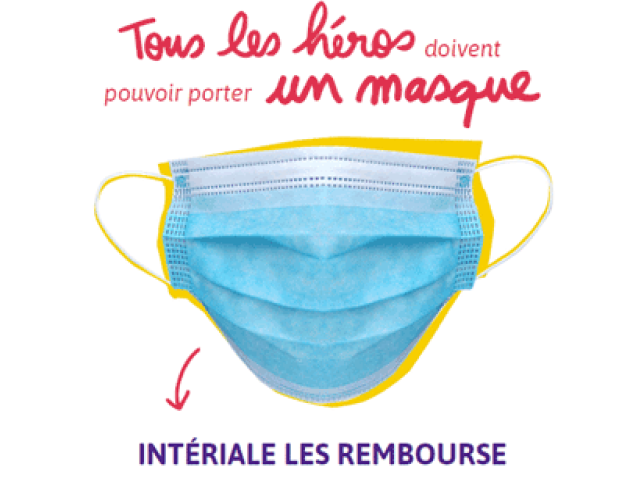 Tous les héros doivent
pouvoir porter un masque
INTÉRIALE LES REMBOURSE